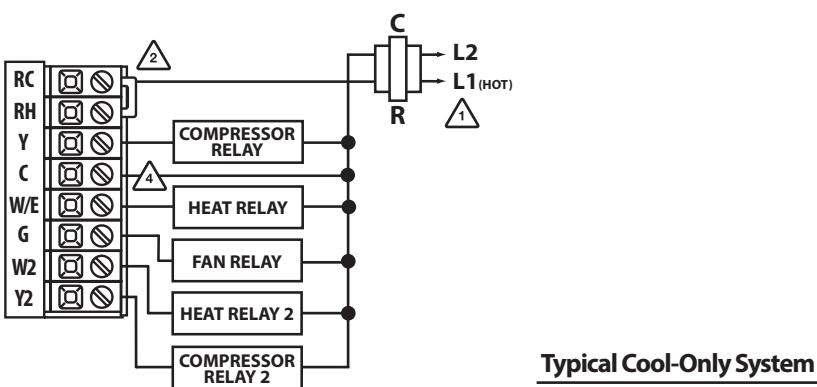 C
L2
L1(HOT)
R
1
2
4
RC
RH
Y
C
W/E
G
W2
Y2
COMPRESSOR
RELAY
HEAT RELAY
FAN RELAY
HEAT RELAY 2
COMPRESSOR
RELAY 2
Typical Cool-Only System